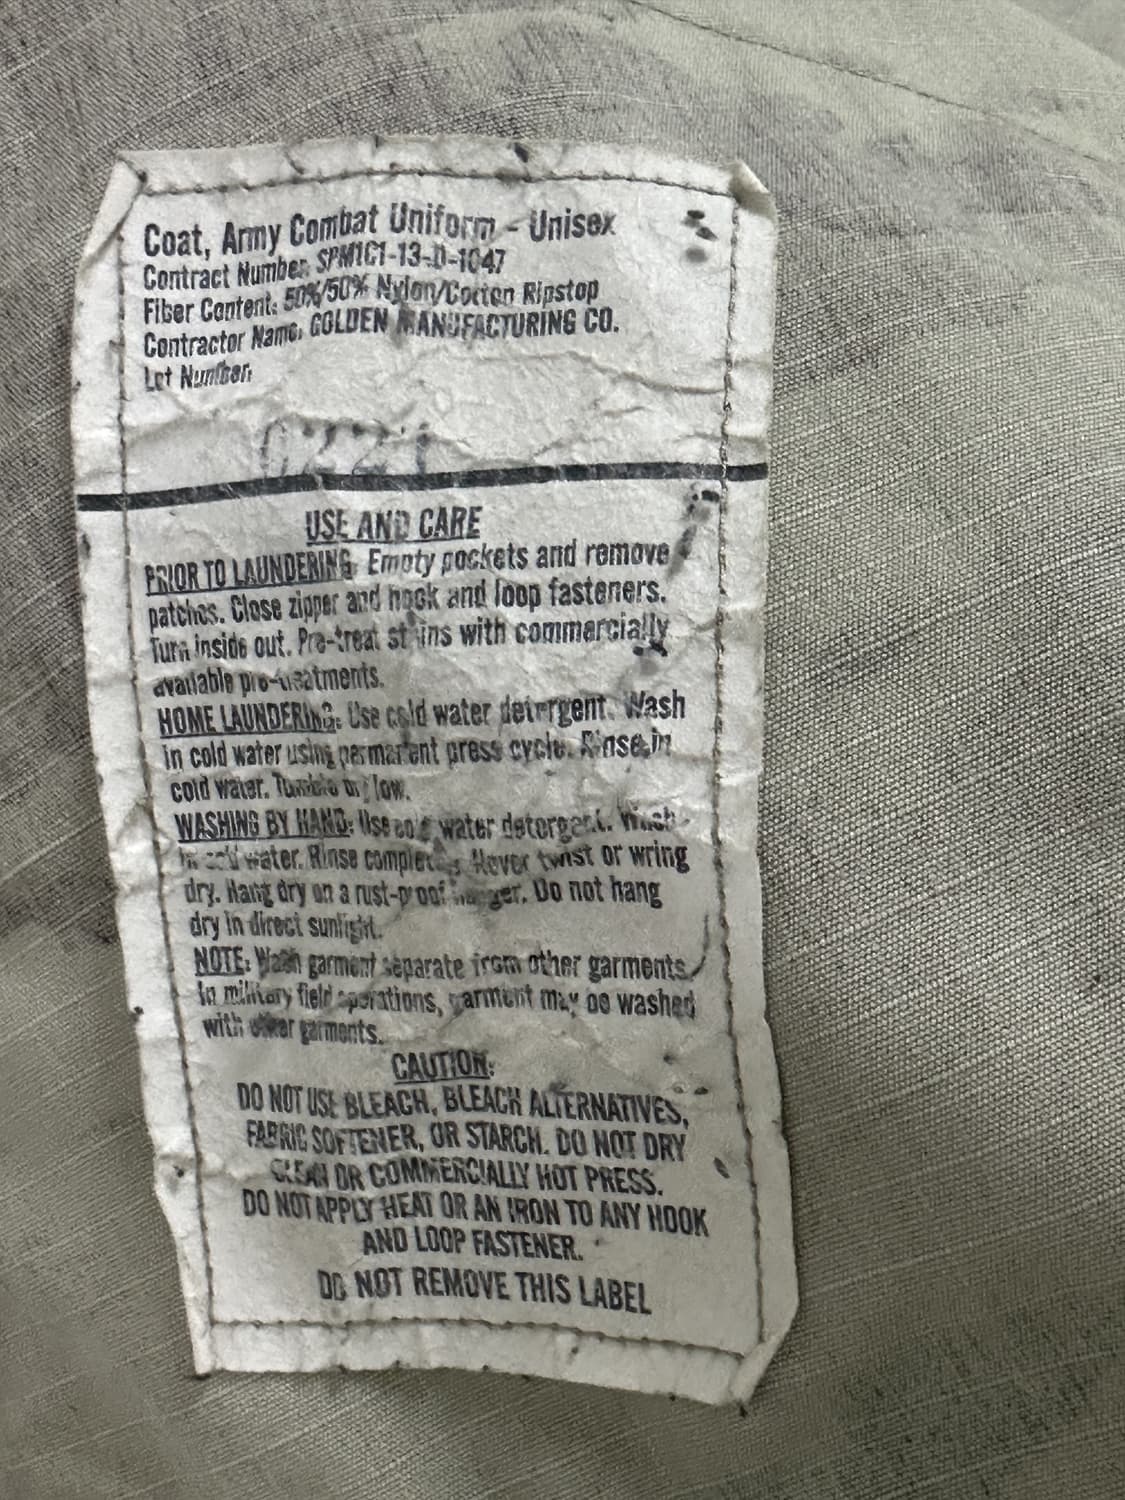 Coat, Army Combat Uniform - Unisex
Contract Number: SPM1C1-13-D-1047
Fiber Content: 50%/50% Nylon/Cotton Ripstop
Contractor Name: GOLDEN MANUFACTURING CO.
Lot Number:
USE AND CARE
PRIOR TO LAUNDERING: Empty pockets and remove
patches. Close zipper and hook and loop fasteners.
Turn inside out. Pre-treat stains with commercially
available pre-treatments.
HOME LAUNDERING: Use cold water detergent. Wash
in cold water using permanent press cycle. Rinse in
cold water. Tumble dry low.
WASHING BY HAND: Use cold water detergent. Wash
in cold water. Rinse completely. Never twist or wring
dry. Hang dry on a rust-proof hanger. Do not hang
dry in direct sunlight.
NOTE: Wash garment separate from other garments.
In military field operations, garment may be washed
with other garments.
CAUTION:
DO NOT USE BLEACH, BLEACH ALTERNATIVES,
FABRIC SOFTENER, OR STARCH. DO NOT DRY
CLEAN OR COMMERCIALLY HOT PRESS.
DO NOT APPLY HEAT OR AN IRON TO ANY HOOK
AND LOOP FASTENER.
DO NOT REMOVE THIS LABEL